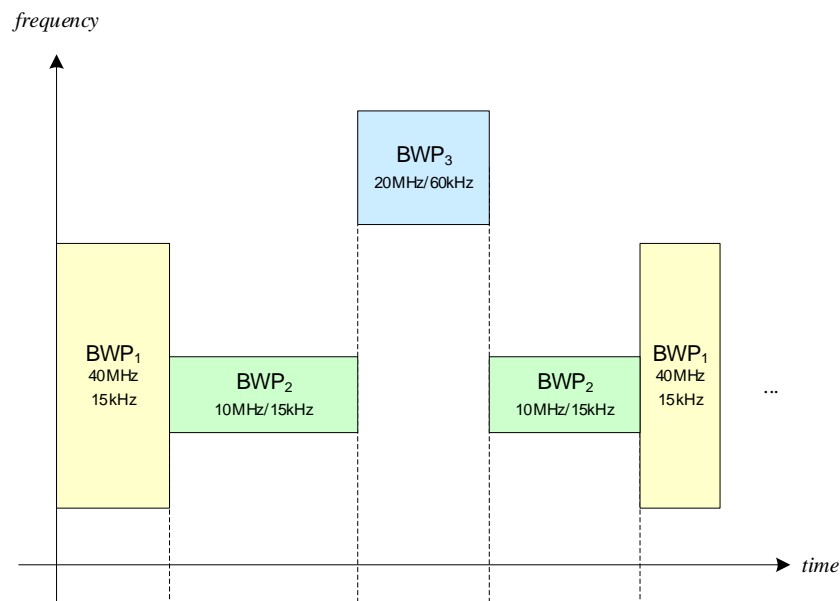 frequency
BWP₃
20MHz/60kHz
BWP₁
40MHz
15kHz
BWP₂
10MHz/15kHz
BWP₂
10MHz/15kHz
BWP₁
40MHz
15kHz
...
time